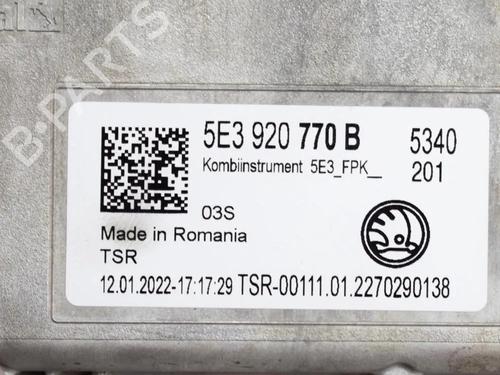 B-PARTS
5E3 920 770 B 5340
Kombiinstrument 5E3_FPK__ 201
03S
Made in Romania
TSR
12.01.2022-17:17:29 TSR-00111.01.2270290138